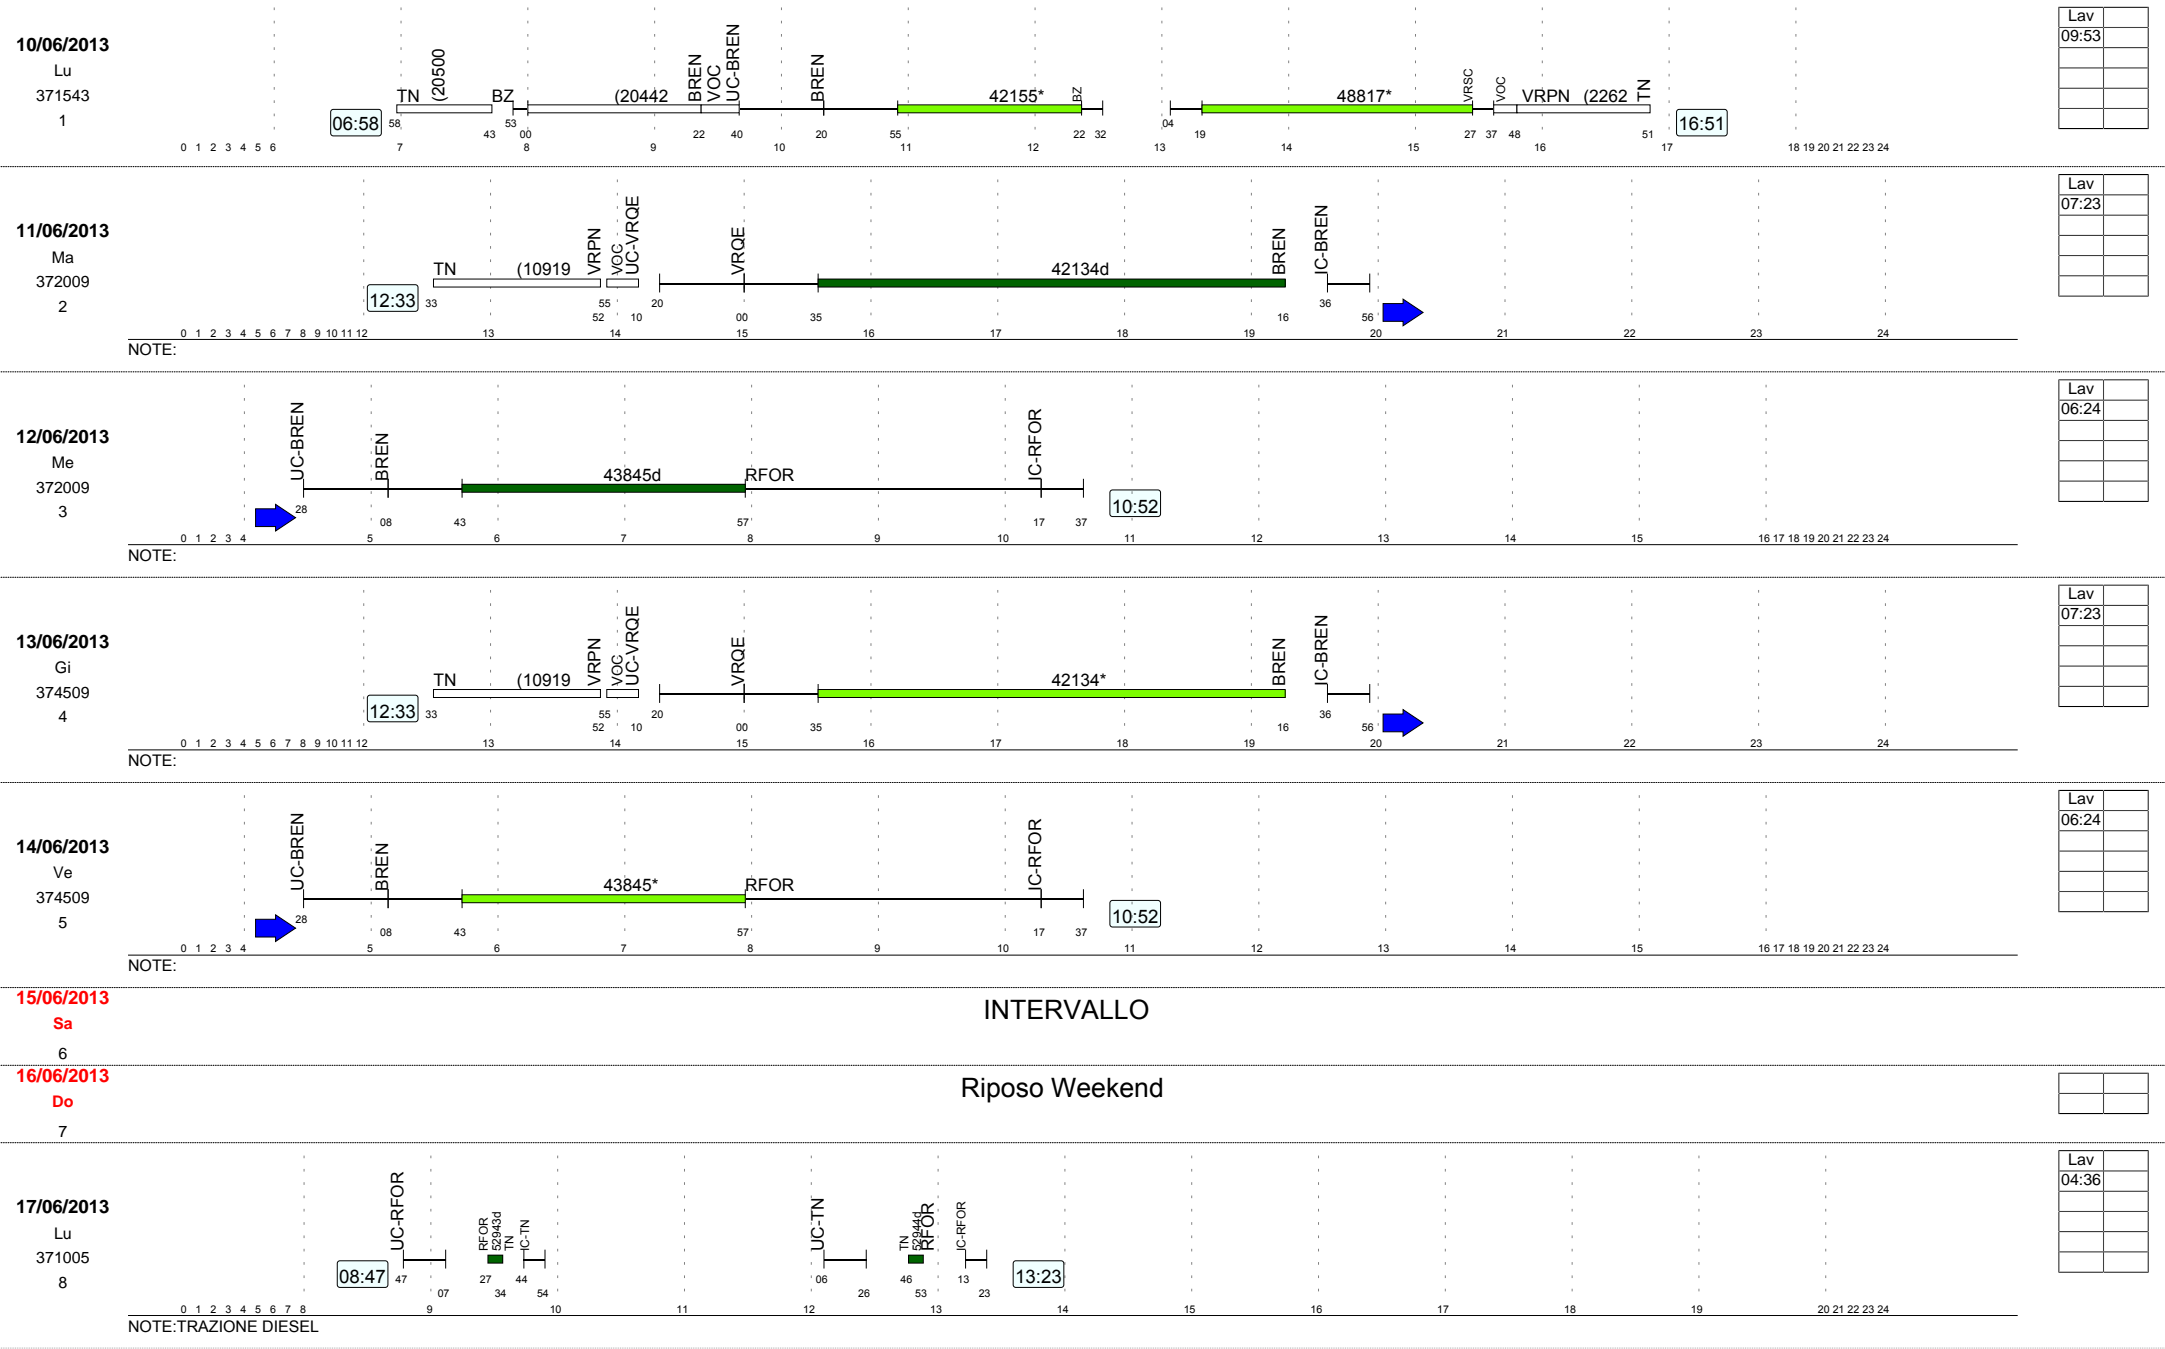 10/06/2013
Lu
371543
1
06:58
TN (20500 BZ (20442 BREN VOC UC-BREN BREN 42155* BZ 48817* VRSC VOC VRPN (2262 TN
58 43 53 00 22 40 20 55 22 32 04 19 27 37 48 51
16:51
0 1 2 3 4 5 6 7 8 9 10 11 12 13 14 15 16 17 18 19 20 21 22 23 24
Lav
09:53
11/06/2013
Ma
372009
2
12:33
TN (10919 VRPN VOC UC-VRQE VRQE 42134d BREN IC-BREN
33 52 55 10 20 00 35 16 36 56
0 1 2 3 4 5 6 7 8 9 10 11 12 13 14 15 16 17 18 19 20 21 22 23 24
NOTE:
Lav
07:23
12/06/2013
Me
372009
3
UC-BREN BREN 43845d RFOR IC-RFOR
28 08 43 57 17 37
10:52
0 1 2 3 4 5 6 7 8 9 10 11 12 13 14 15 16 17 18 19 20 21 22 23 24
NOTE:
Lav
06:24
13/06/2013
Gi
374509
4
12:33
TN (10919 VRPN VOC UC-VRQE VRQE 42134* BREN IC-BREN
33 52 55 10 20 00 35 16 36 56
0 1 2 3 4 5 6 7 8 9 10 11 12 13 14 15 16 17 18 19 20 21 22 23 24
NOTE:
Lav
07:23
14/06/2013
Ve
374509
5
UC-BREN BREN 43845* RFOR IC-RFOR
28 08 43 57 17 37
10:52
0 1 2 3 4 5 6 7 8 9 10 11 12 13 14 15 16 17 18 19 20 21 22 23 24
NOTE:
Lav
06:24
15/06/2013
Sa
6
INTERVALLO
16/06/2013
Do
7
Riposo Weekend
17/06/2013
Lu
371005
8
08:47
UC-RFOR RFOR 52943d TN IC-TN UC-TN TN 52944d RFOR IC-RFOR
47 07 27 34 44 54 06 26 46 53 13 23
13:23
0 1 2 3 4 5 6 7 8 9 10 11 12 13 14 15 16 17 18 19 20 21 22 23 24
NOTE:TRAZIONE DIESEL
Lav
04:36